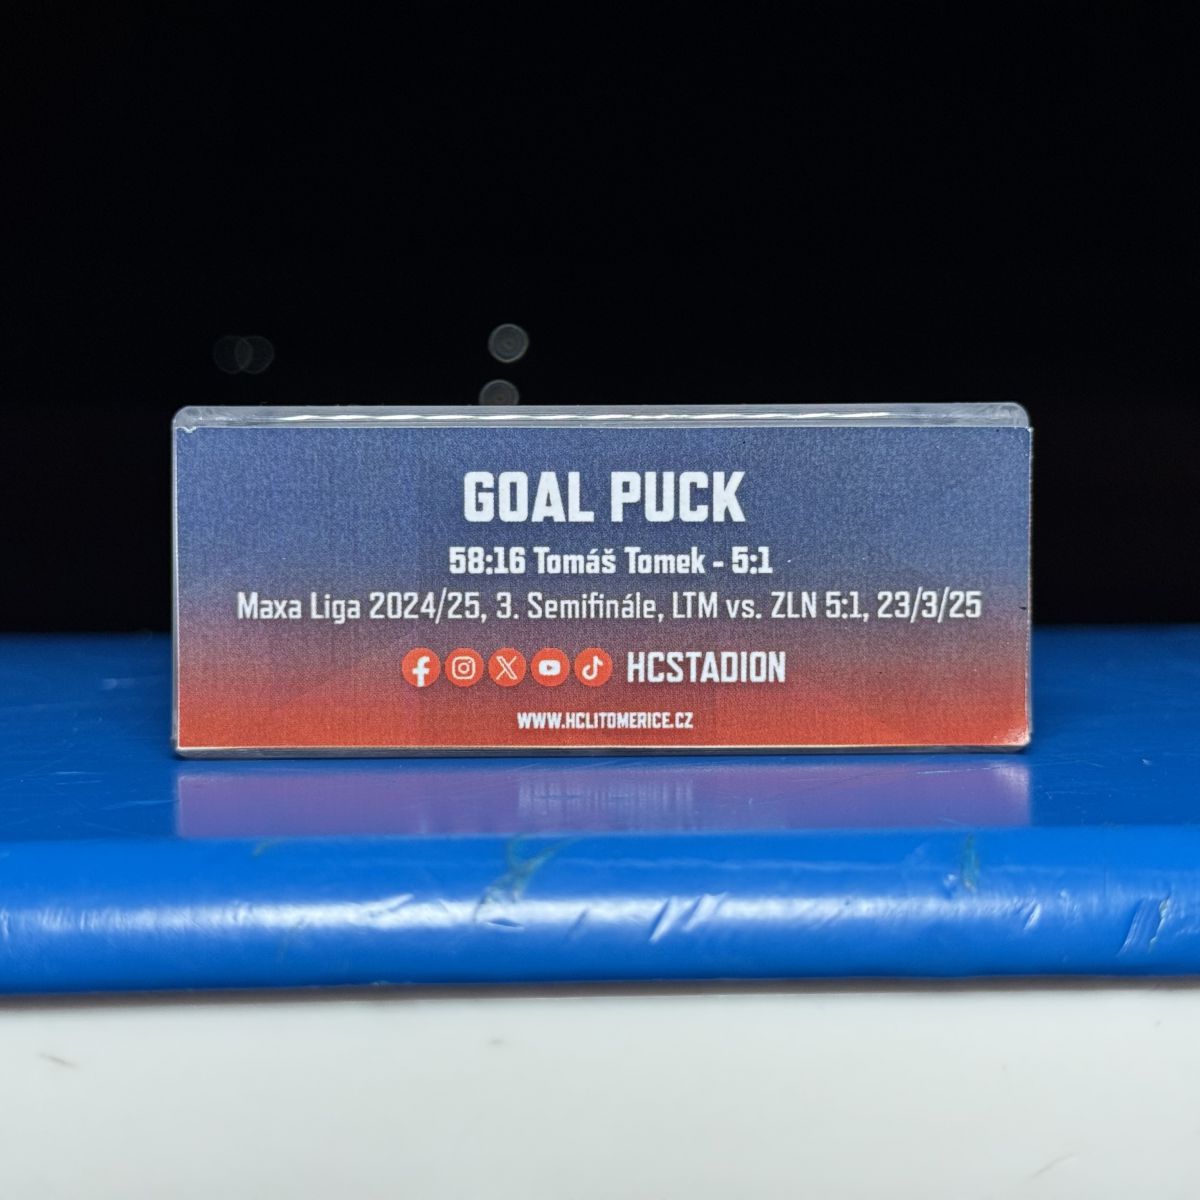 GOAL PUCK
58:16 Tomáš Tomek - 5:1
Maxa Liga 2024/25, 3. Semifinále, LTM vs. ZLN 5:1, 23/3/25
HCSTADION
WWW.HCLITOMERICE.CZ